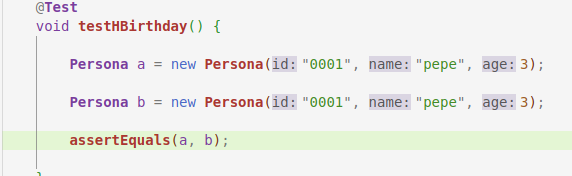 @Test
void testHBirthday() {
Persona a = new Persona(id: "0001", name: "pepe", age: 3);
Persona b = new Persona(id: "0001", name: "pepe", age: 3);
assertEquals(a, b);
}